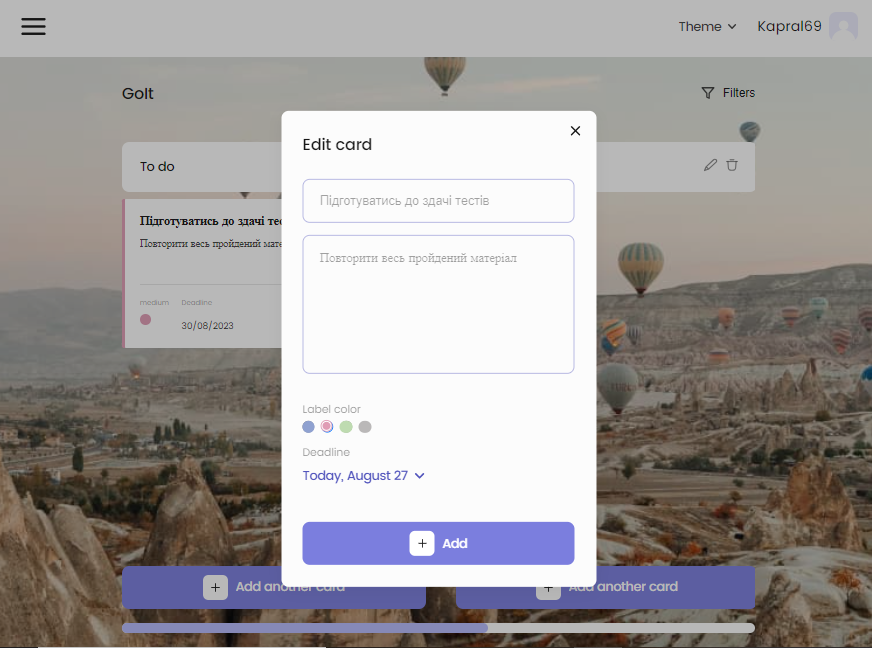 Theme
Kapral69
GoIt
Filters
To do
Підготуватись до здачі те
Повторити весь пройдений мате
medium
Deadline
30/08/2023
Edit card
Підготуватись до здачі тестів
Повторити весь пройдений матеріал
Label color
Deadline
Today, August 27
+ Add
+ Add another card
+ Add another card